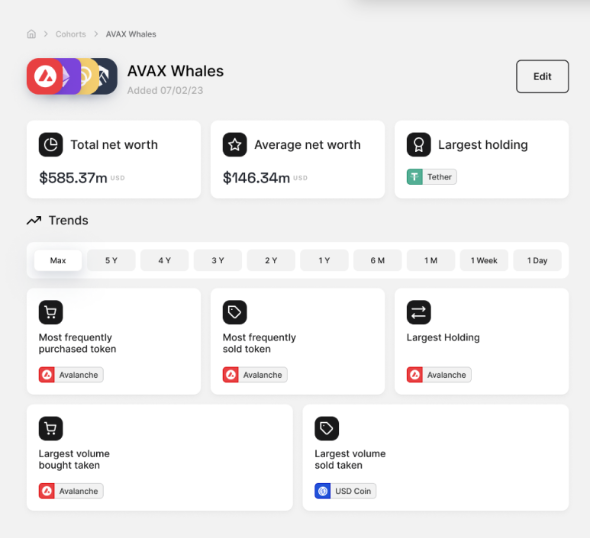 Cohorts > AVAX Whales
AVAX Whales
Added 07/02/23
Edit
Total net worth
$585.37m USD
Average net worth
$146.34m USD
Largest holding
T Tether
Trends
Max 5 Y 4 Y 3 Y 2 Y 1 Y 6 M 1 M 1 Week 1 Day
Most frequently
purchased token
Avalanche
Most frequently
sold token
Avalanche
Largest Holding
Avalanche
Largest volume
bought taken
Avalanche
Largest volume
sold taken
USD Coin